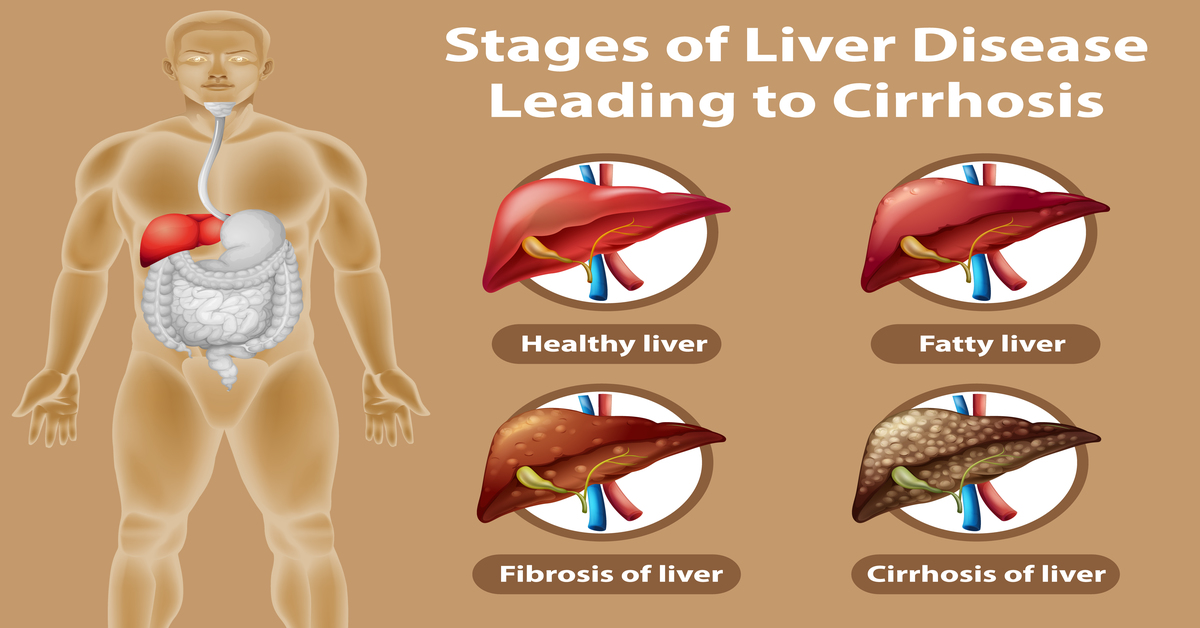 Stages of Liver Disease
Leading to Cirrhosis
Healthy liver
Fatty liver
Fibrosis of liver
Cirrhosis of liver